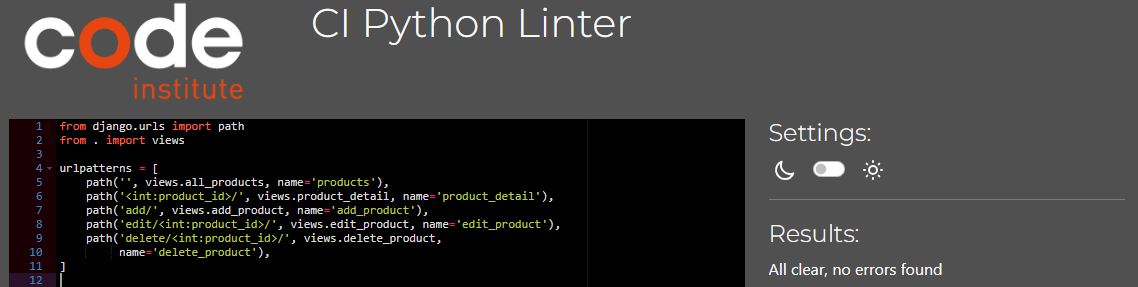 code
institute
CI Python Linter
1 from django.urls import path
2 from . import views
3
4 urlpatterns = [
5     path('', views.all_products, name='products'),
6     path('<int:product_id>/', views.product_detail, name='product_detail'),
7     path('add/', views.add_product, name='add_product'),
8     path('edit/<int:product_id>/', views.edit_product, name='edit_product'),
9     path('delete/<int:product_id>/', views.delete_product,
10         name='delete_product'),
11 ]
12
Settings:
Results:
All clear, no errors found